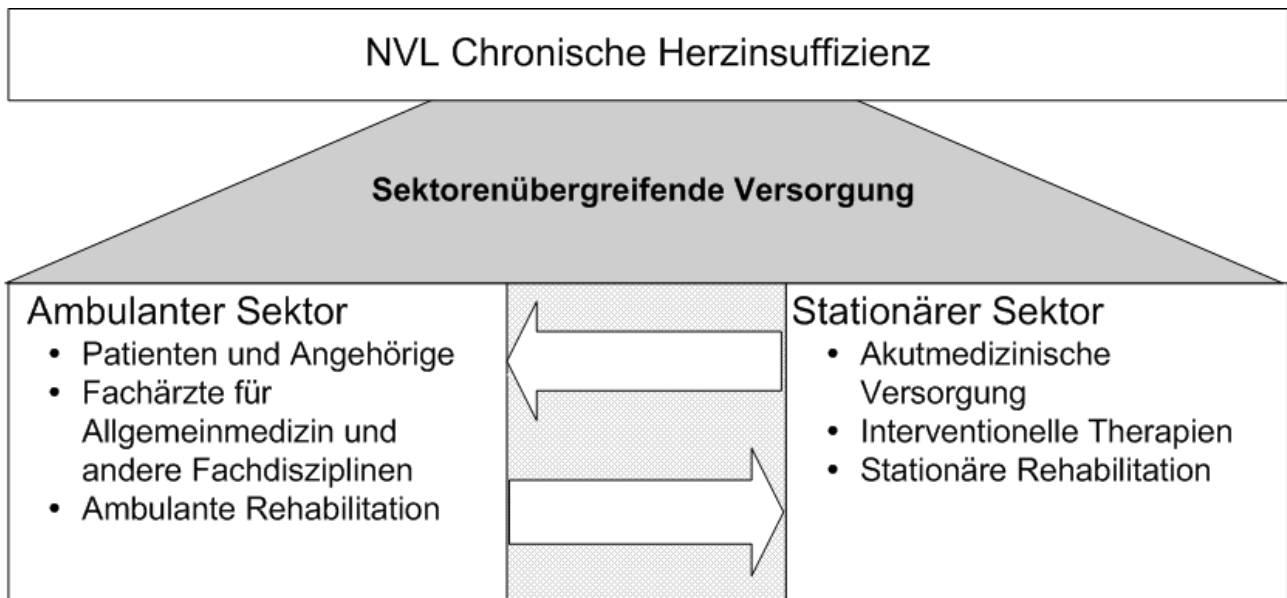 NVL Chronische Herzinsuffizienz
Sektorenübergreifende Versorgung
Ambulanter Sektor
• Patienten und Angehörige
• Fachärzte für
Allgemeinmedizin und
andere Fachdisziplinen
• Ambulante Rehabilitation
Stationärer Sektor
• Akutmedizinische
Versorgung
• Interventionelle Therapien
• Stationäre Rehabilitation